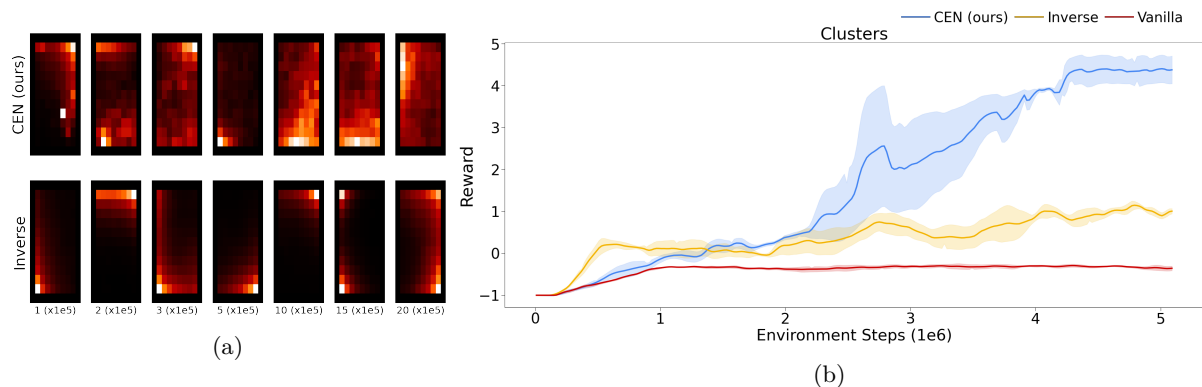 CEN (ours)
Inverse
1 (x1e5) 2 (x1e5) 3 (x1e5) 5 (x1e5) 10 (x1e5) 15 (x1e5) 20 (x1e5)
(a)
CEN (ours) Inverse Vanilla
Clusters
Reward
5
4
3
2
1
0
−1
0 1 2 3 4 5
Environment Steps (1e6)
(b)